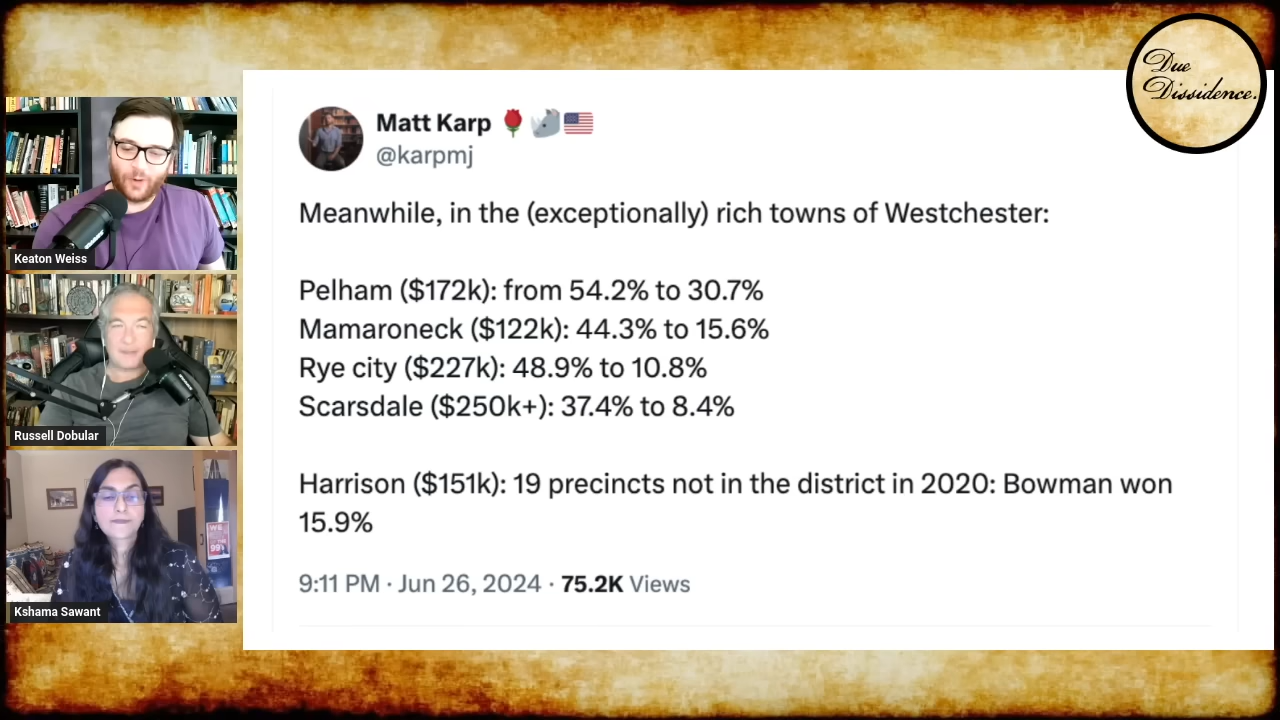 Due
Dissidence.
Matt Karp 🌹🦏🇺🇸
@karpmj
Meanwhile, in the (exceptionally) rich towns of Westchester:
Pelham ($172k): from 54.2% to 30.7%
Mamaroneck ($122k): 44.3% to 15.6%
Rye city ($227k): 48.9% to 10.8%
Scarsdale ($250k+): 37.4% to 8.4%
Harrison ($151k): 19 precincts not in the district in 2020: Bowman won
15.9%
9:11 PM · Jun 26, 2024 · 75.2K Views
Keaton Weiss
Russell Dobular
WE
99
Kshama Sawant